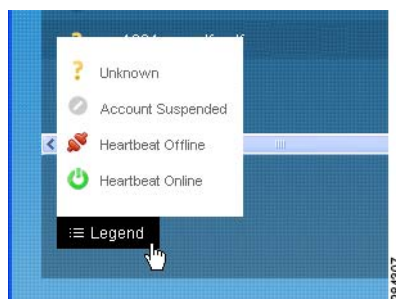 Unknown
Account Suspended
Heartbeat Offline
Heartbeat Online
Legend
284307